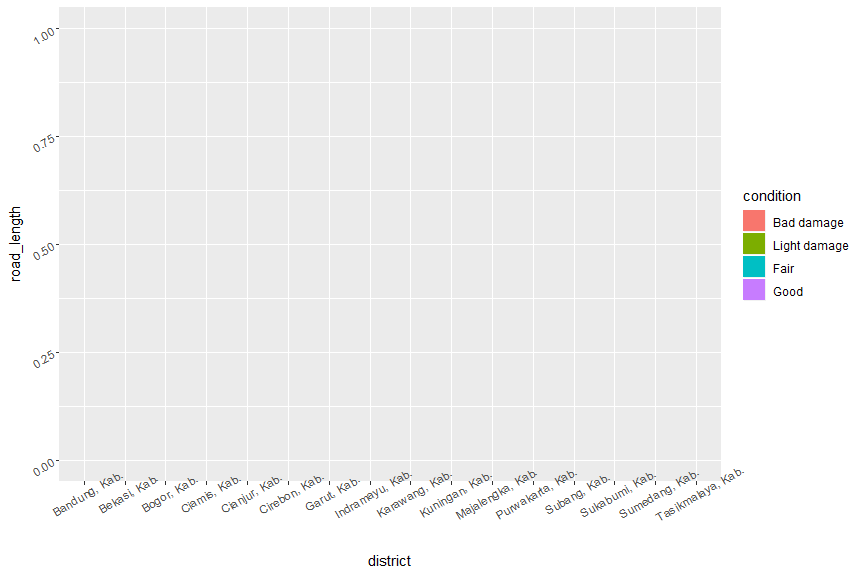 1.00
0.75
0.50
0.25
0.00
road_length
Bandung, Kab.
Bekasi, Kab.
Bogor, Kab.
Ciamis, Kab.
Cianjur, Kab.
Cirebon, Kab.
Garut, Kab.
Indramayu, Kab.
Karawang, Kab.
Kuningan, Kab.
Majalengka, Kab.
Purwakarta, Kab.
Subang, Kab.
Sukabumi, Kab.
Sumedang, Kab.
Tasikmalaya, Kab.
district
condition
Bad damage
Light damage
Fair
Good